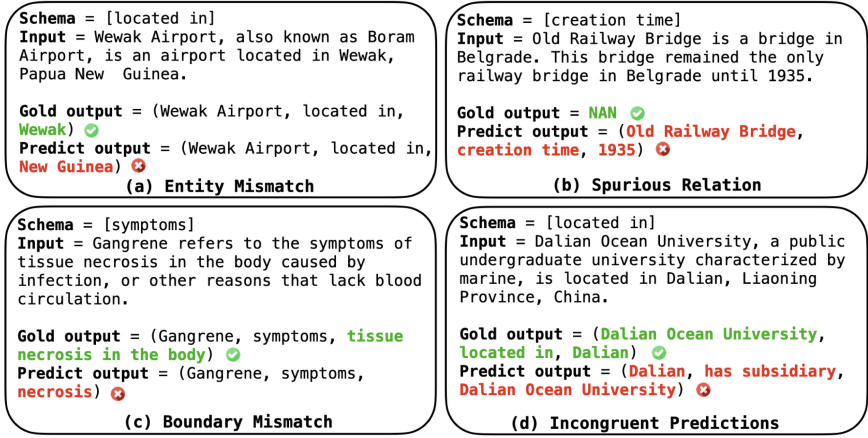 Schema = [located in]
Input = Wewak Airport, also known as Boram
Airport, is an airport located in Wewak,
Papua New Guinea.
Gold output = (Wewak Airport, located in,
Wewak)
Predict output = (Wewak Airport, located in,
New Guinea)
(a) Entity Mismatch
Schema = [creation time]
Input = Old Railway Bridge is a bridge in
Belgrade. This bridge remained the only
railway bridge in Belgrade until 1935.
Gold output = NAN
Predict output = (Old Railway Bridge,
creation time, 1935)
(b) Spurious Relation
Schema = [symptoms]
Input = Gangrene refers to the symptoms of
tissue necrosis in the body caused by
infection, or other reasons that lack blood
circulation.
Gold output = (Gangrene, symptoms, tissue
necrosis in the body)
Predict output = (Gangrene, symptoms,
necrosis)
(c) Boundary Mismatch
Schema = [located in]
Input = Dalian Ocean University, a public
undergraduate university characterized by
marine, is located in Dalian, Liaoning
Province, China.
Gold output = (Dalian Ocean University,
located in, Dalian)
Predict output = (Dalian, has subsidiary,
Dalian Ocean University)
(d) Incongruent Predictions